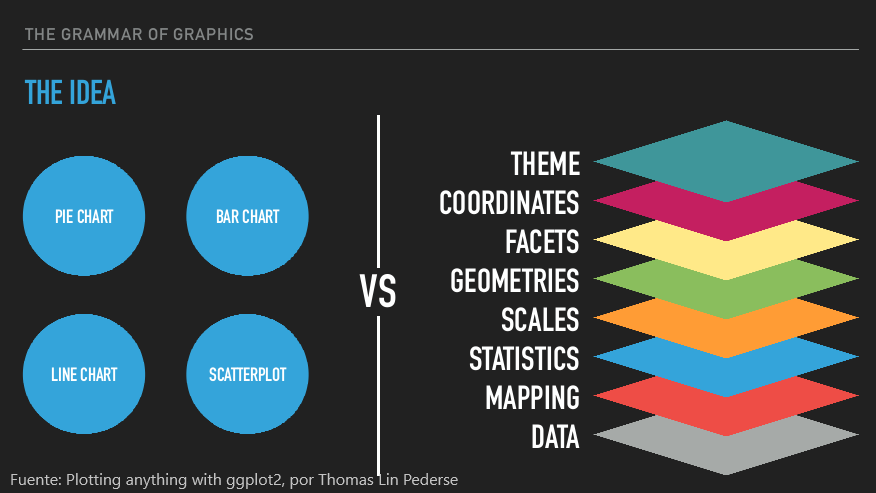 THE GRAMMAR OF GRAPHICS
THE IDEA
PIE CHART
BAR CHART
LINE CHART
SCATTERPLOT
VS
THEME
COORDINATES
FACETS
GEOMETRIES
SCALES
STATISTICS
MAPPING
DATA
Fuente: Plotting anything with ggplot2, por Thomas Lin Pederse